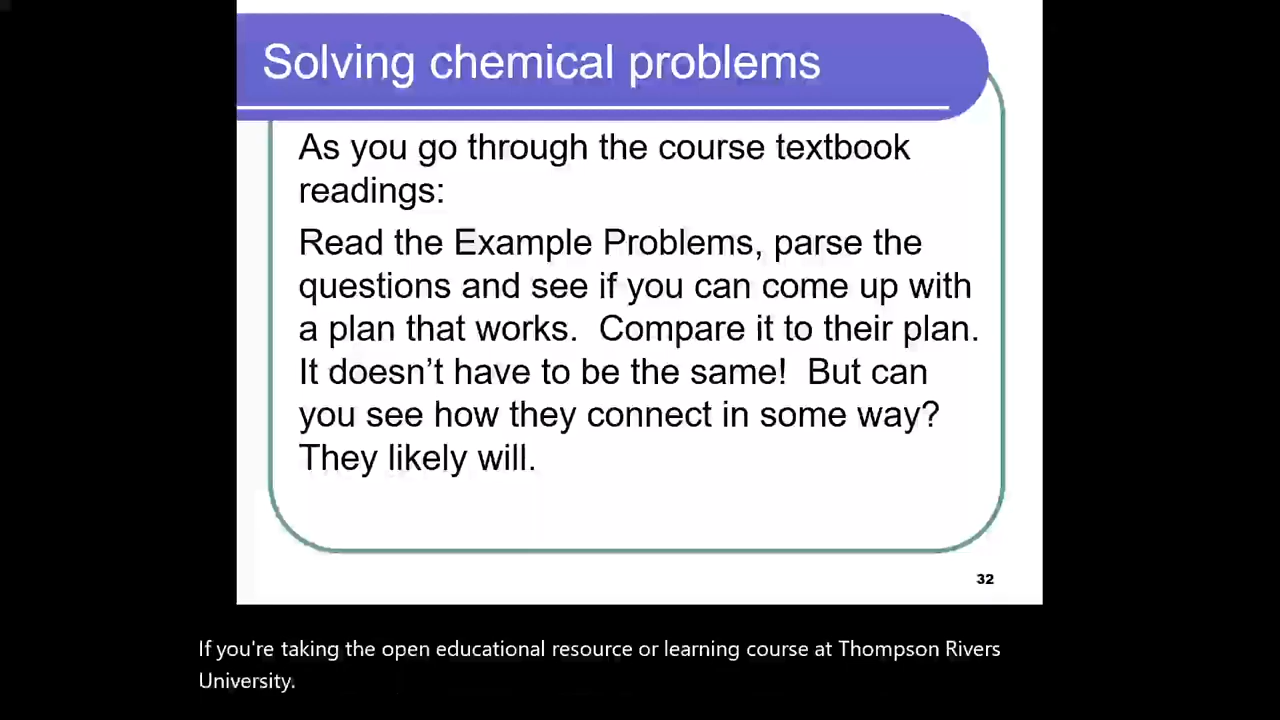 Solving chemical problems
As you go through the course textbook
readings:
Read the Example Problems, parse the
questions and see if you can come up with
a plan that works.  Compare it to their plan.
It doesn’t have to be the same!  But can
you see how they connect in some way?
They likely will.
32
If you're taking the open educational resource or learning course at Thompson Rivers
University.